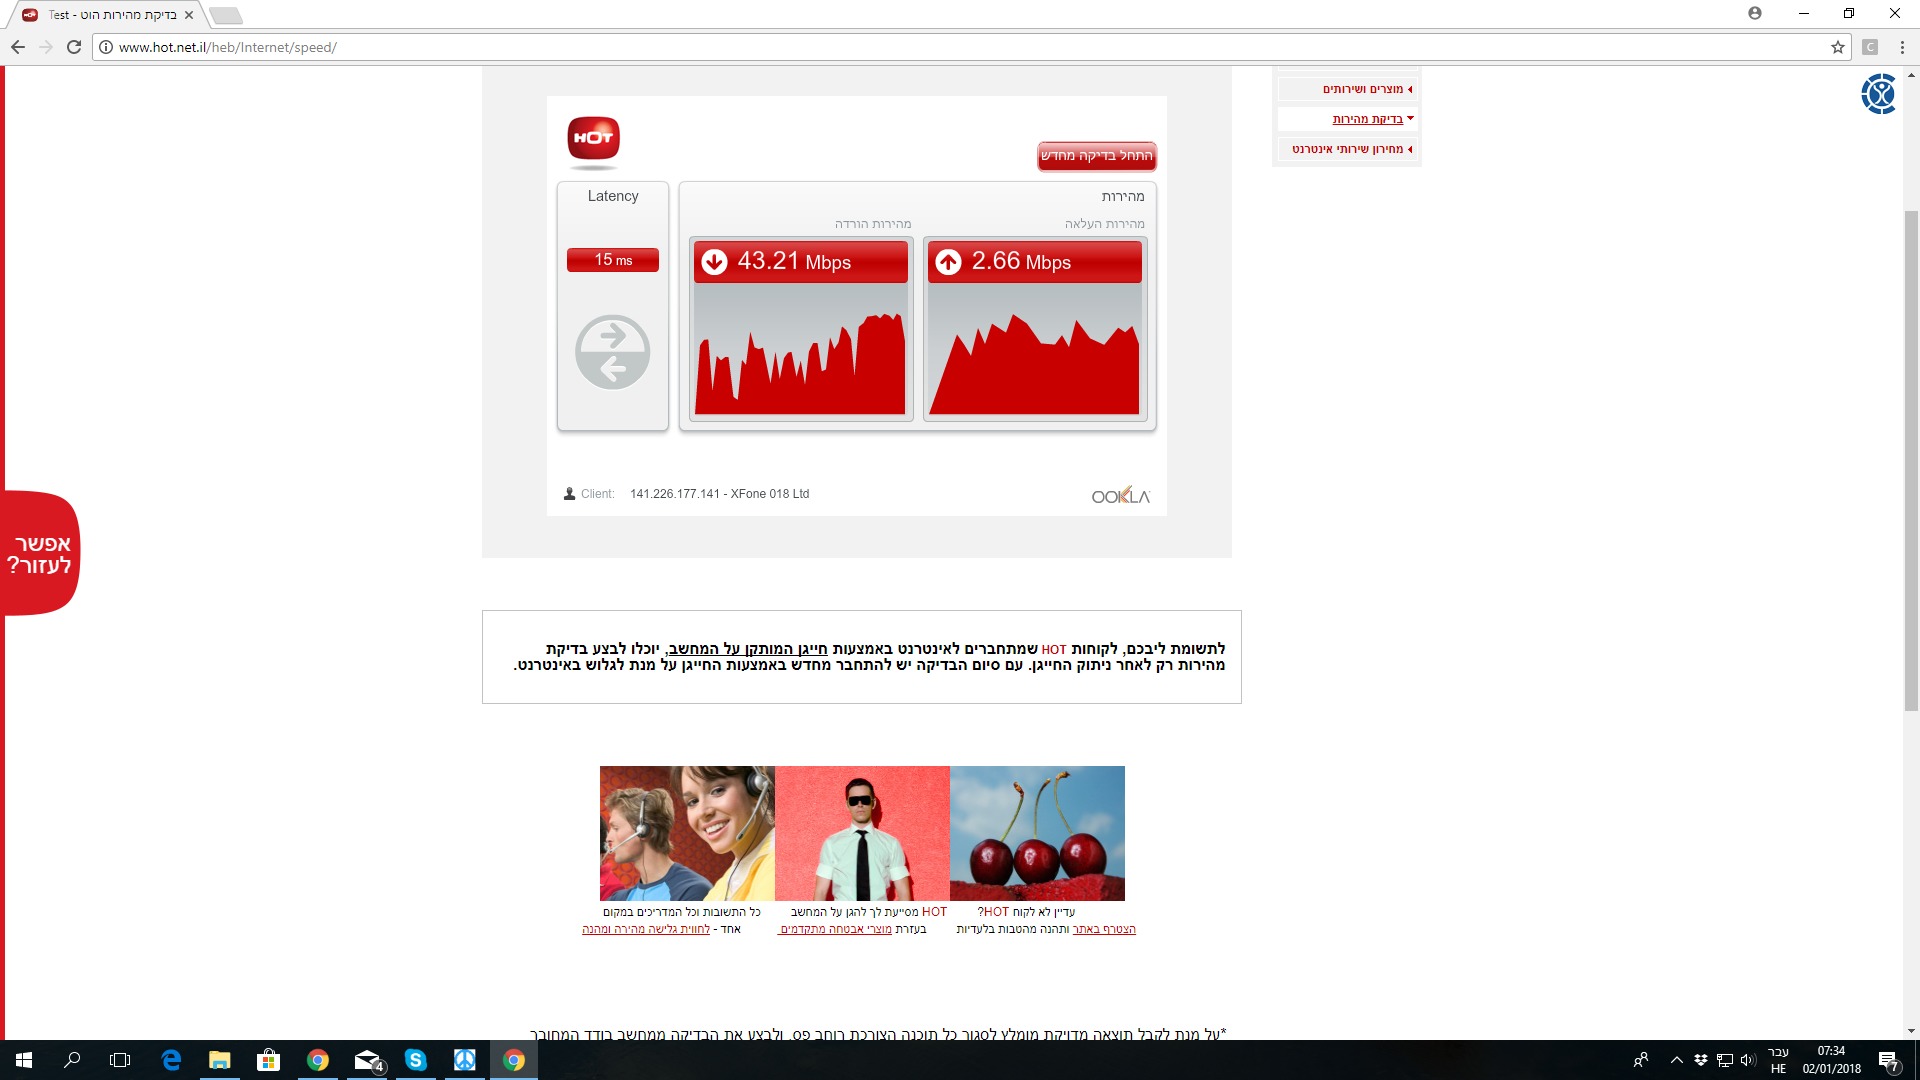 Test - בדיקת מהירות הוט
www.hot.net.il/heb/Internet/speed/
C
מוצרים ושירותים
בדיקת מהירות
מחירון שירותי אינטרנט
HOT
התחל בדיקה מחדש
Latency
מהירות
מהירות הורדה
מהירות העלאה
15 ms
43.21 Mbps
2.66 Mbps
Client: 141.226.177.141 - XFone 018 Ltd
OOKLA
אפשר
לעזור?
לתשומת ליבכם, לקוחות HOT שמתחברים לאינטרנט באמצעות חייגן המותקן על המחשב, יוכלו לבצע בדיקת
מהירות רק לאחר ניתוק החייגן. עם סיום הבדיקה יש להתחבר מחדש באמצעות החייגן על מנת לגלוש באינטרנט.
עדיין לא לקוח HOT?
הצטרף באתר ותהנה מהטבות בלעדיות
HOT מסייעת לך להגן על המחשב
בעזרת מוצרי אבטחה מתקדמים
כל התשובות וכל המדריכים במקום
אחד - לחווית גלישה מהירה ומהנה
*על מנת לקבל תוצאה מדויקת מומלץ לסגור כל תוכנה הצורכת רוחב פס, ולבצע את הבדיקה ממחשב בודד המחובר
4
עבר
HE
07:34
02/01/2018
7